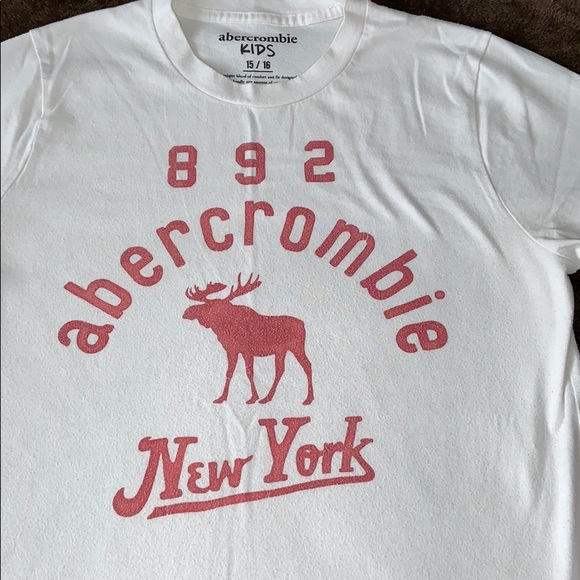 abercrombie
KIDS
15 / 16
892
abercrombie
New York